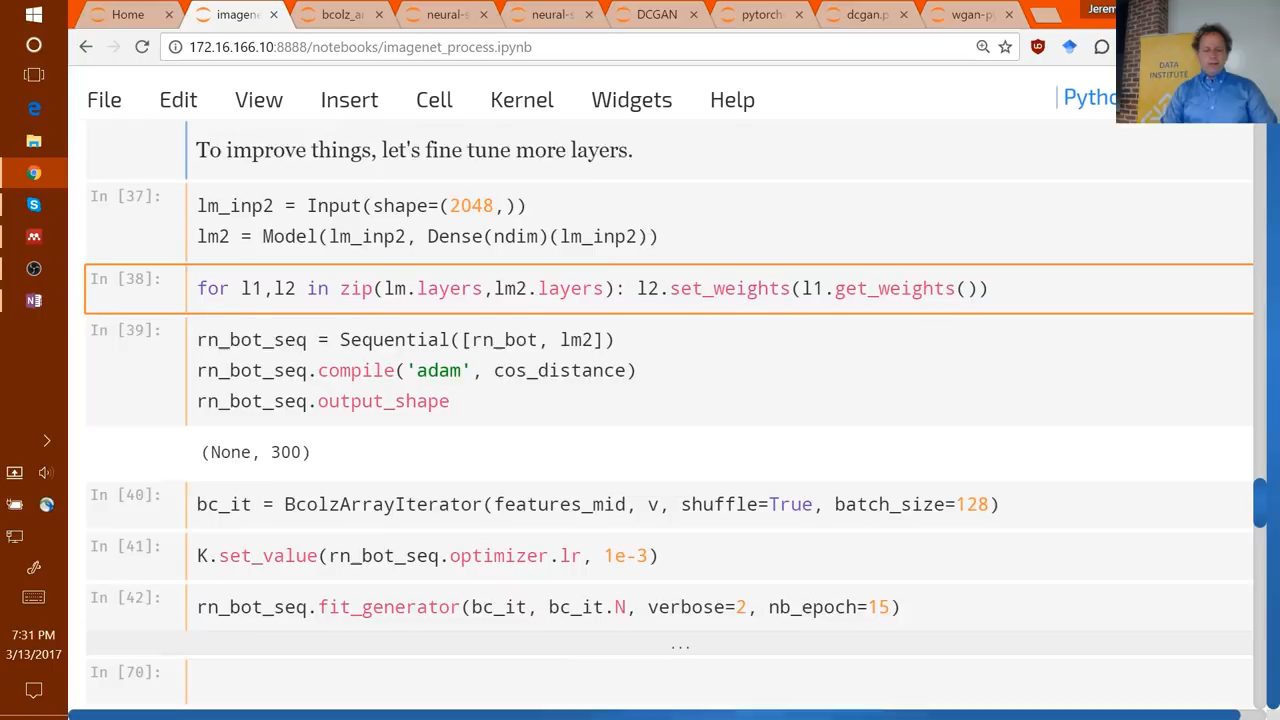 Home
imagene
bcolz_ar
neural-s
neural-s
DCGAN
pytorch
dcgan.p
wgan-py
Jerem
172.16.166.10:8888/notebooks/imagenet_process.ipynb
DATA
INSTITUTE
File Edit View Insert Cell Kernel Widgets Help
Pytho
To improve things, let's fine tune more layers.
In [37]:
lm_inp2 = Input(shape=(2048,))
lm2 = Model(lm_inp2, Dense(ndim)(lm_inp2))
In [38]:
for l1,l2 in zip(lm.layers,lm2.layers): l2.set_weights(l1.get_weights())
In [39]:
rn_bot_seq = Sequential([rn_bot, lm2])
rn_bot_seq.compile('adam', cos_distance)
rn_bot_seq.output_shape
(None, 300)
In [40]:
bc_it = BcolzArrayIterator(features_mid, v, shuffle=True, batch_size=128)
In [41]:
K.set_value(rn_bot_seq.optimizer.lr, 1e-3)
In [42]:
rn_bot_seq.fit_generator(bc_it, bc_it.N, verbose=2, nb_epoch=15)
...
In [70]:
7:31 PM
3/13/2017